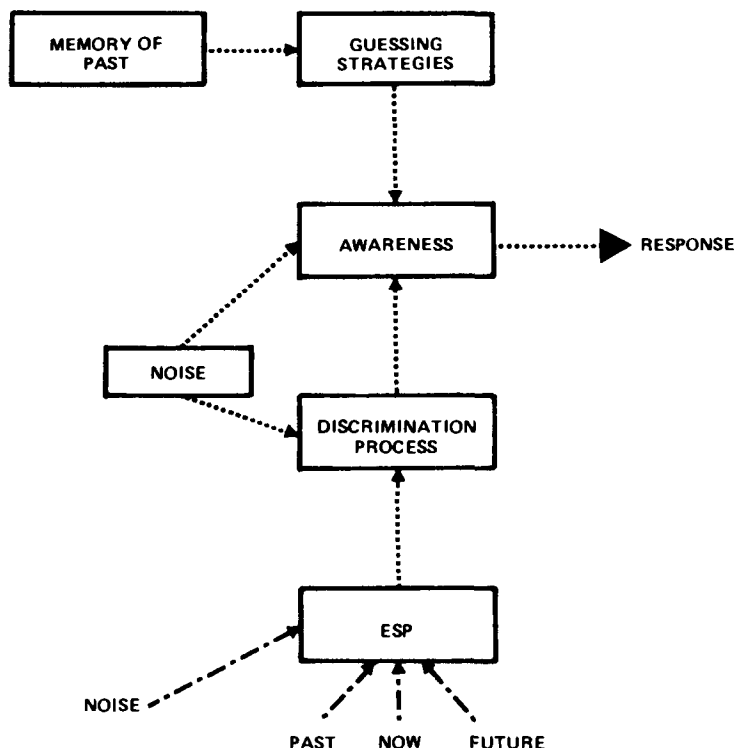 MEMORY OF
PAST
GUESSING
STRATEGIES
AWARENESS
RESPONSE
NOISE
DISCRIMINATION
PROCESS
ESP
NOISE
PAST NOW FUTURE